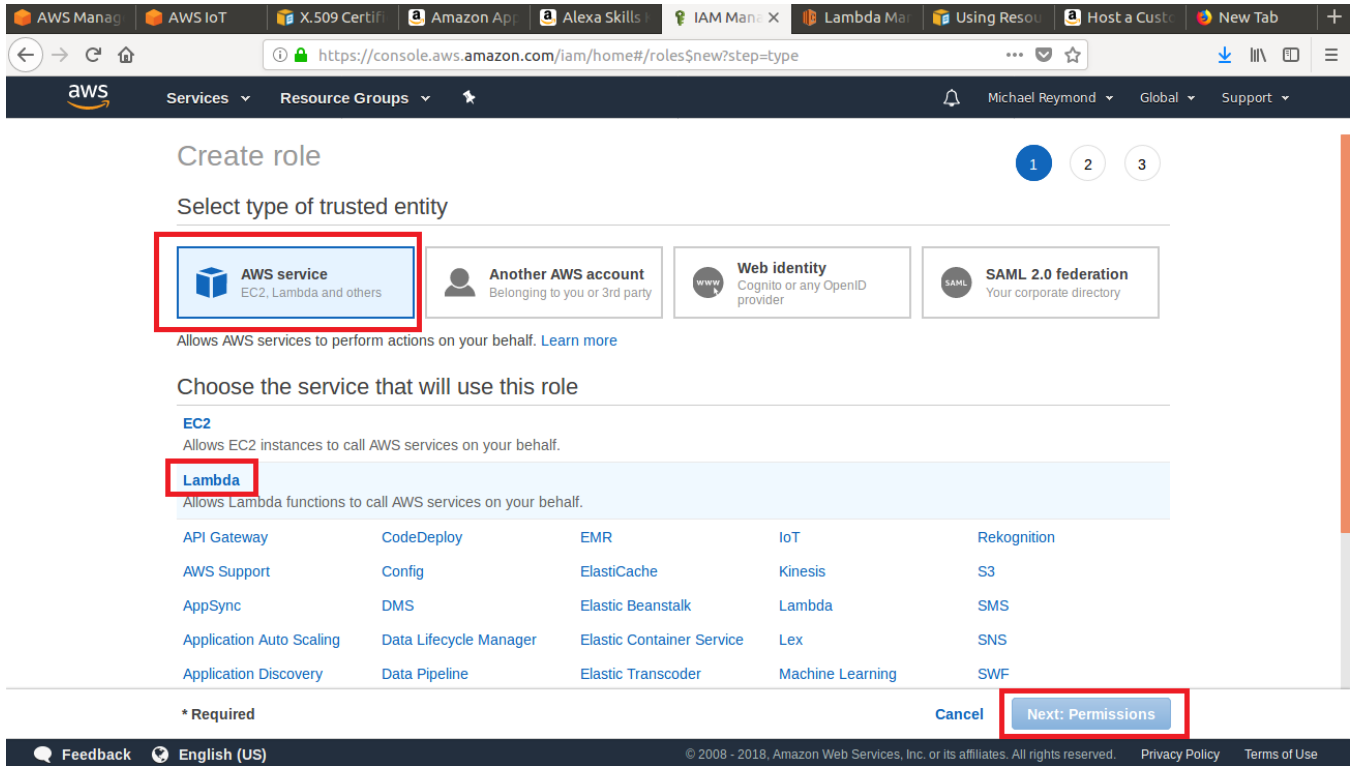 AWS Manag
AWS IoT
X.509 Certifi
Amazon App
Alexa Skills K
IAM Mana
Lambda Man
Using Resou
Host a Custo
New Tab
https://console.aws.amazon.com/iam/home#/roles$new?step=type
aws
Services
Resource Groups
Michael Reymond
Global
Support
Create role
1
2
3
Select type of trusted entity
AWS service
EC2, Lambda and others
Another AWS account
Belonging to you or 3rd party
www
Web identity
Cognito or any OpenID
provider
SAML
SAML 2.0 federation
Your corporate directory
Allows AWS services to perform actions on your behalf. Learn more
Choose the service that will use this role
EC2
Allows EC2 instances to call AWS services on your behalf.
Lambda
Allows Lambda functions to call AWS services on your behalf.
API Gateway CodeDeploy EMR IoT Rekognition
AWS Support Config ElastiCache Kinesis S3
AppSync DMS Elastic Beanstalk Lambda SMS
Application Auto Scaling Data Lifecycle Manager Elastic Container Service Lex SNS
Application Discovery Data Pipeline Elastic Transcoder Machine Learning SWF
* Required
Cancel
Next: Permissions
Feedback
English (US)
© 2008 - 2018, Amazon Web Services, Inc. or its affiliates. All rights reserved.
Privacy Policy
Terms of Use